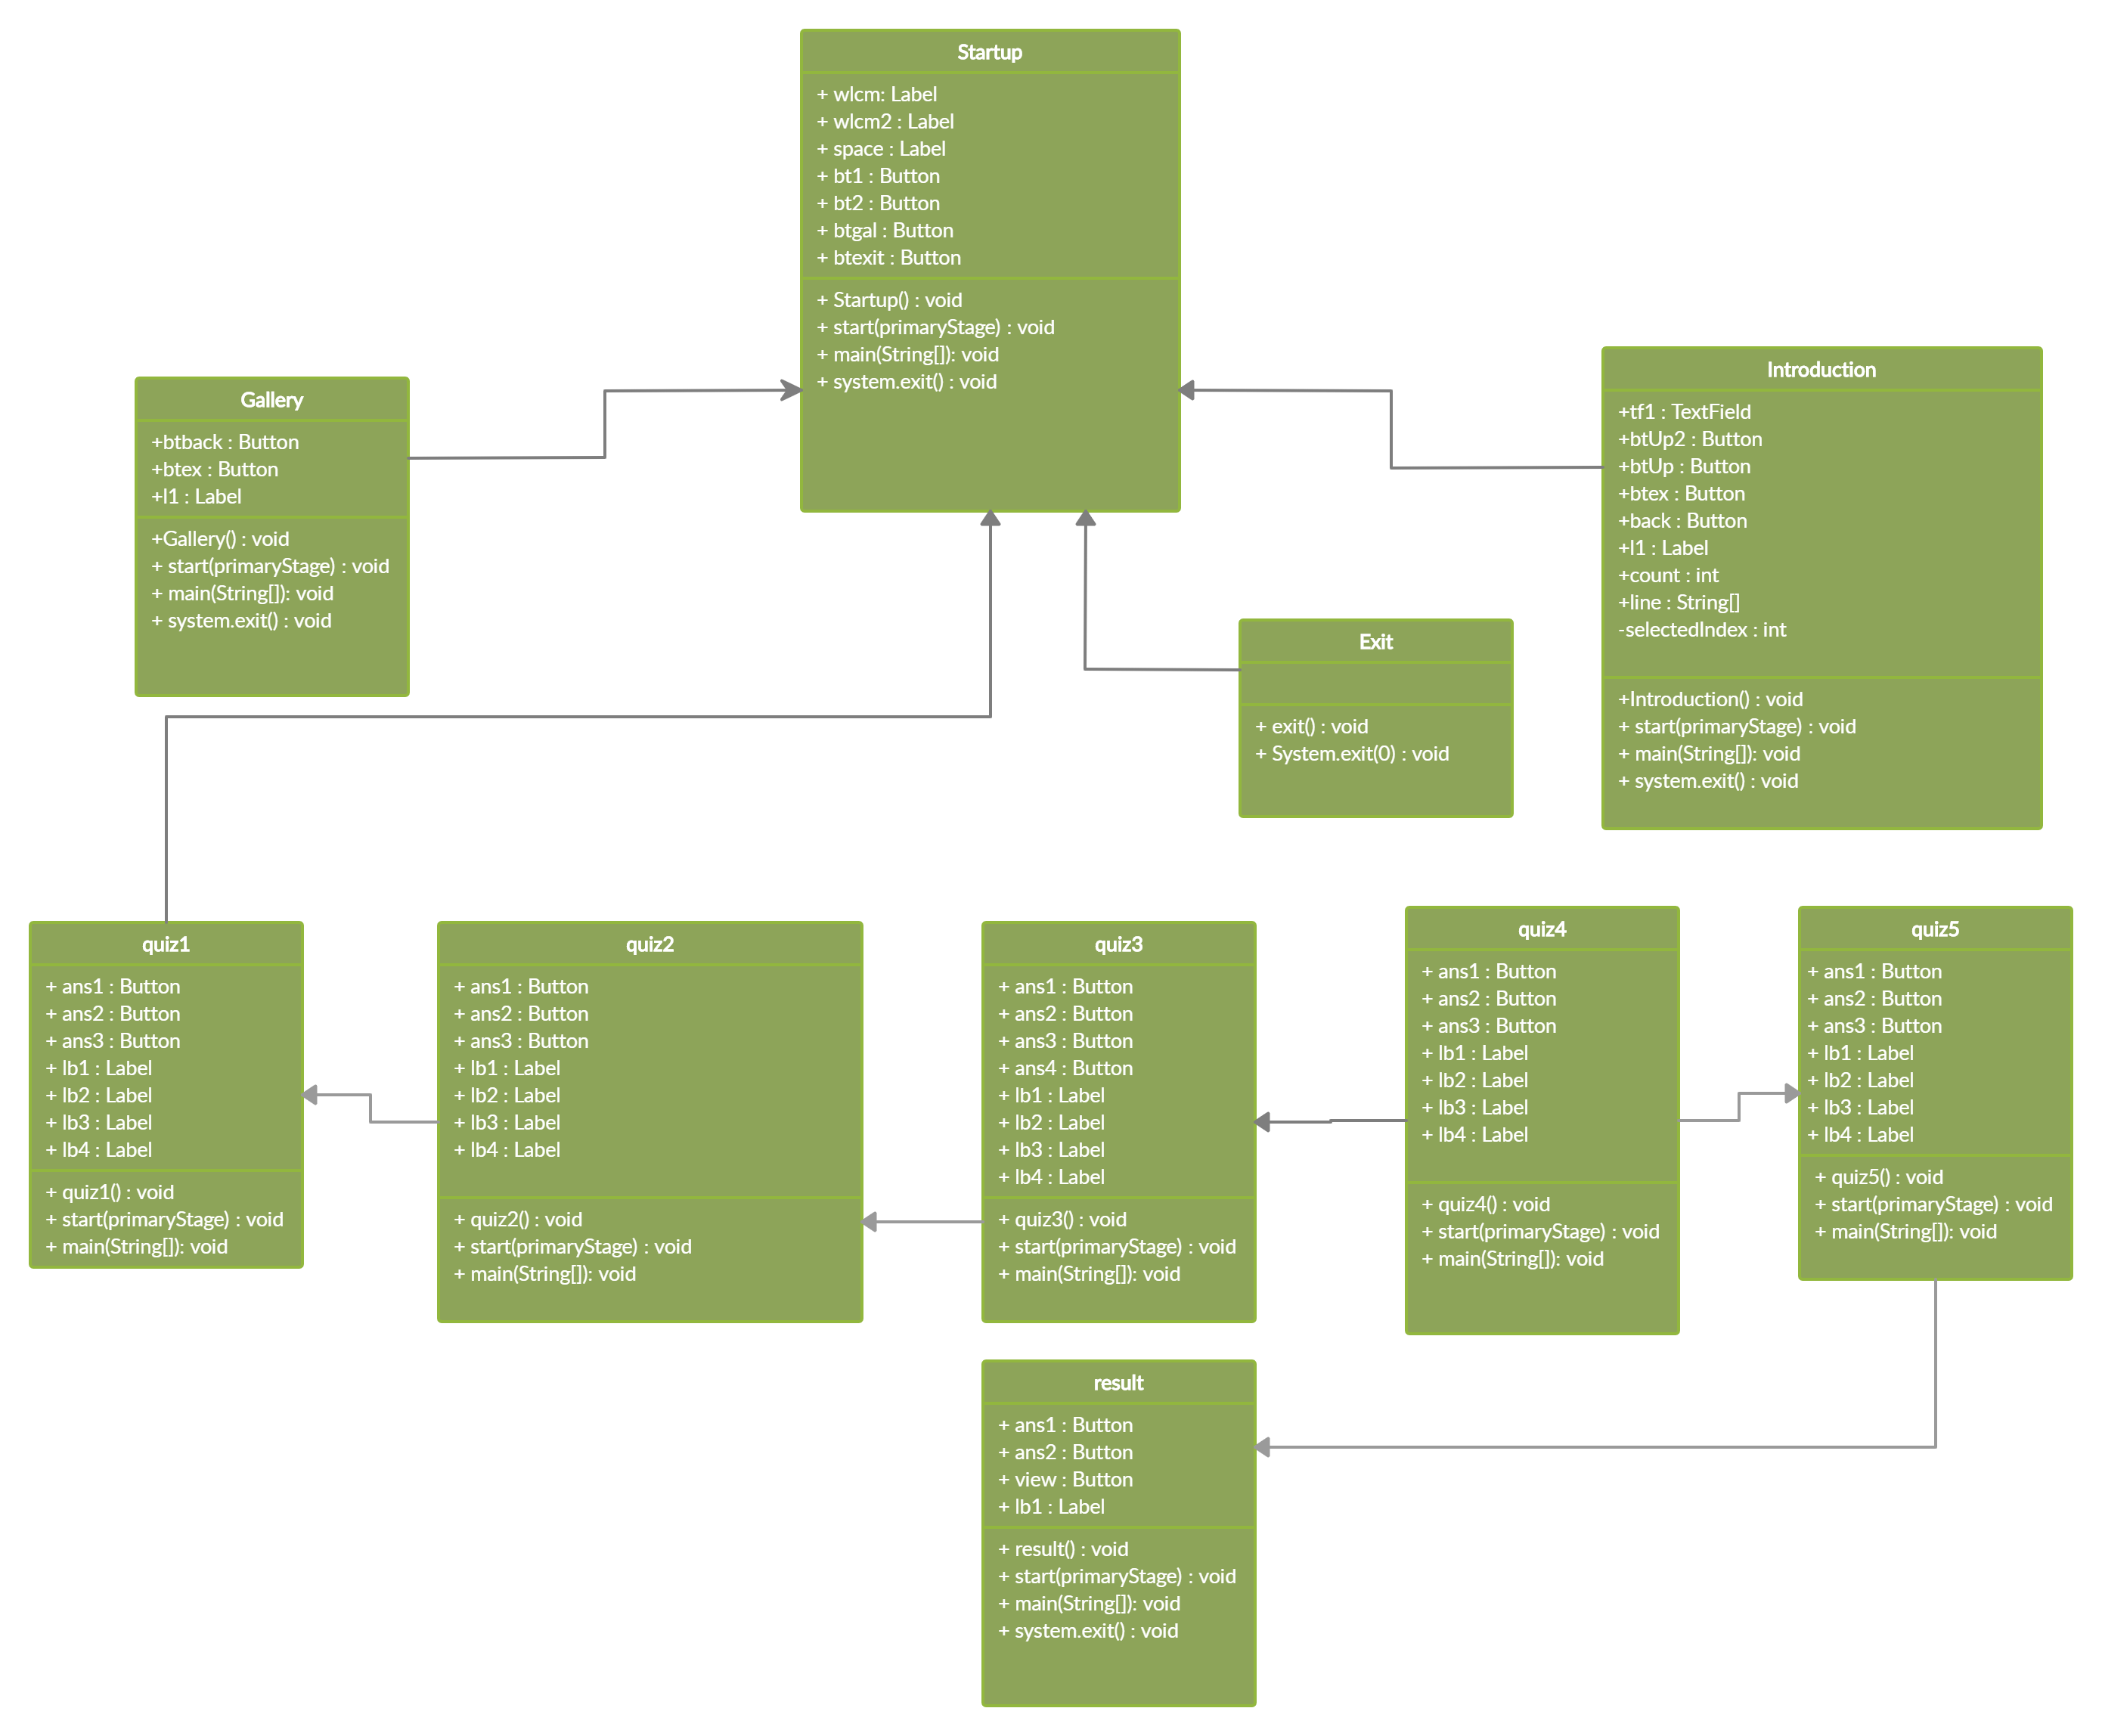 Startup
+ wlcm: Label
+ wlcm2 : Label
+ space : Label
+ bt1 : Button
+ bt2 : Button
+ btgal : Button
+ btexit : Button
+ Startup() : void
+ start(primaryStage) : void
+ main(String[]): void
+ system.exit() : void
Gallery
+btback : Button
+btex : Button
+l1 : Label
+Gallery() : void
+ start(primaryStage) : void
+ main(String[]): void
+ system.exit() : void
Introduction
+tf1 : TextField
+btUp2 : Button
+btUp : Button
+btex : Button
+back : Button
+l1 : Label
+count : int
+line : String[]
-selectedIndex : int
+Introduction() : void
+ start(primaryStage) : void
+ main(String[]): void
+ system.exit() : void
Exit
+ exit() : void
+ System.exit(0) : void
quiz1
+ ans1 : Button
+ ans2 : Button
+ ans3 : Button
+ lb1 : Label
+ lb2 : Label
+ lb3 : Label
+ lb4 : Label
+ quiz1() : void
+ start(primaryStage) : void
+ main(String[]): void
quiz2
+ ans1 : Button
+ ans2 : Button
+ ans3 : Button
+ lb1 : Label
+ lb2 : Label
+ lb3 : Label
+ lb4 : Label
+ quiz2() : void
+ start(primaryStage) : void
+ main(String[]): void
quiz3
+ ans1 : Button
+ ans2 : Button
+ ans3 : Button
+ ans4 : Button
+ lb1 : Label
+ lb2 : Label
+ lb3 : Label
+ lb4 : Label
+ quiz3() : void
+ start(primaryStage) : void
+ main(String[]): void
quiz4
+ ans1 : Button
+ ans2 : Button
+ ans3 : Button
+ lb1 : Label
+ lb2 : Label
+ lb3 : Label
+ lb4 : Label
+ quiz4() : void
+ start(primaryStage) : void
+ main(String[]): void
quiz5
+ ans1 : Button
+ ans2 : Button
+ ans3 : Button
+ lb1 : Label
+ lb2 : Label
+ lb3 : Label
+ lb4 : Label
+ quiz5() : void
+ start(primaryStage) : void
+ main(String[]): void
result
+ ans1 : Button
+ ans2 : Button
+ view : Button
+ lb1 : Label
+ result() : void
+ start(primaryStage) : void
+ main(String[]): void
+ system.exit() : void